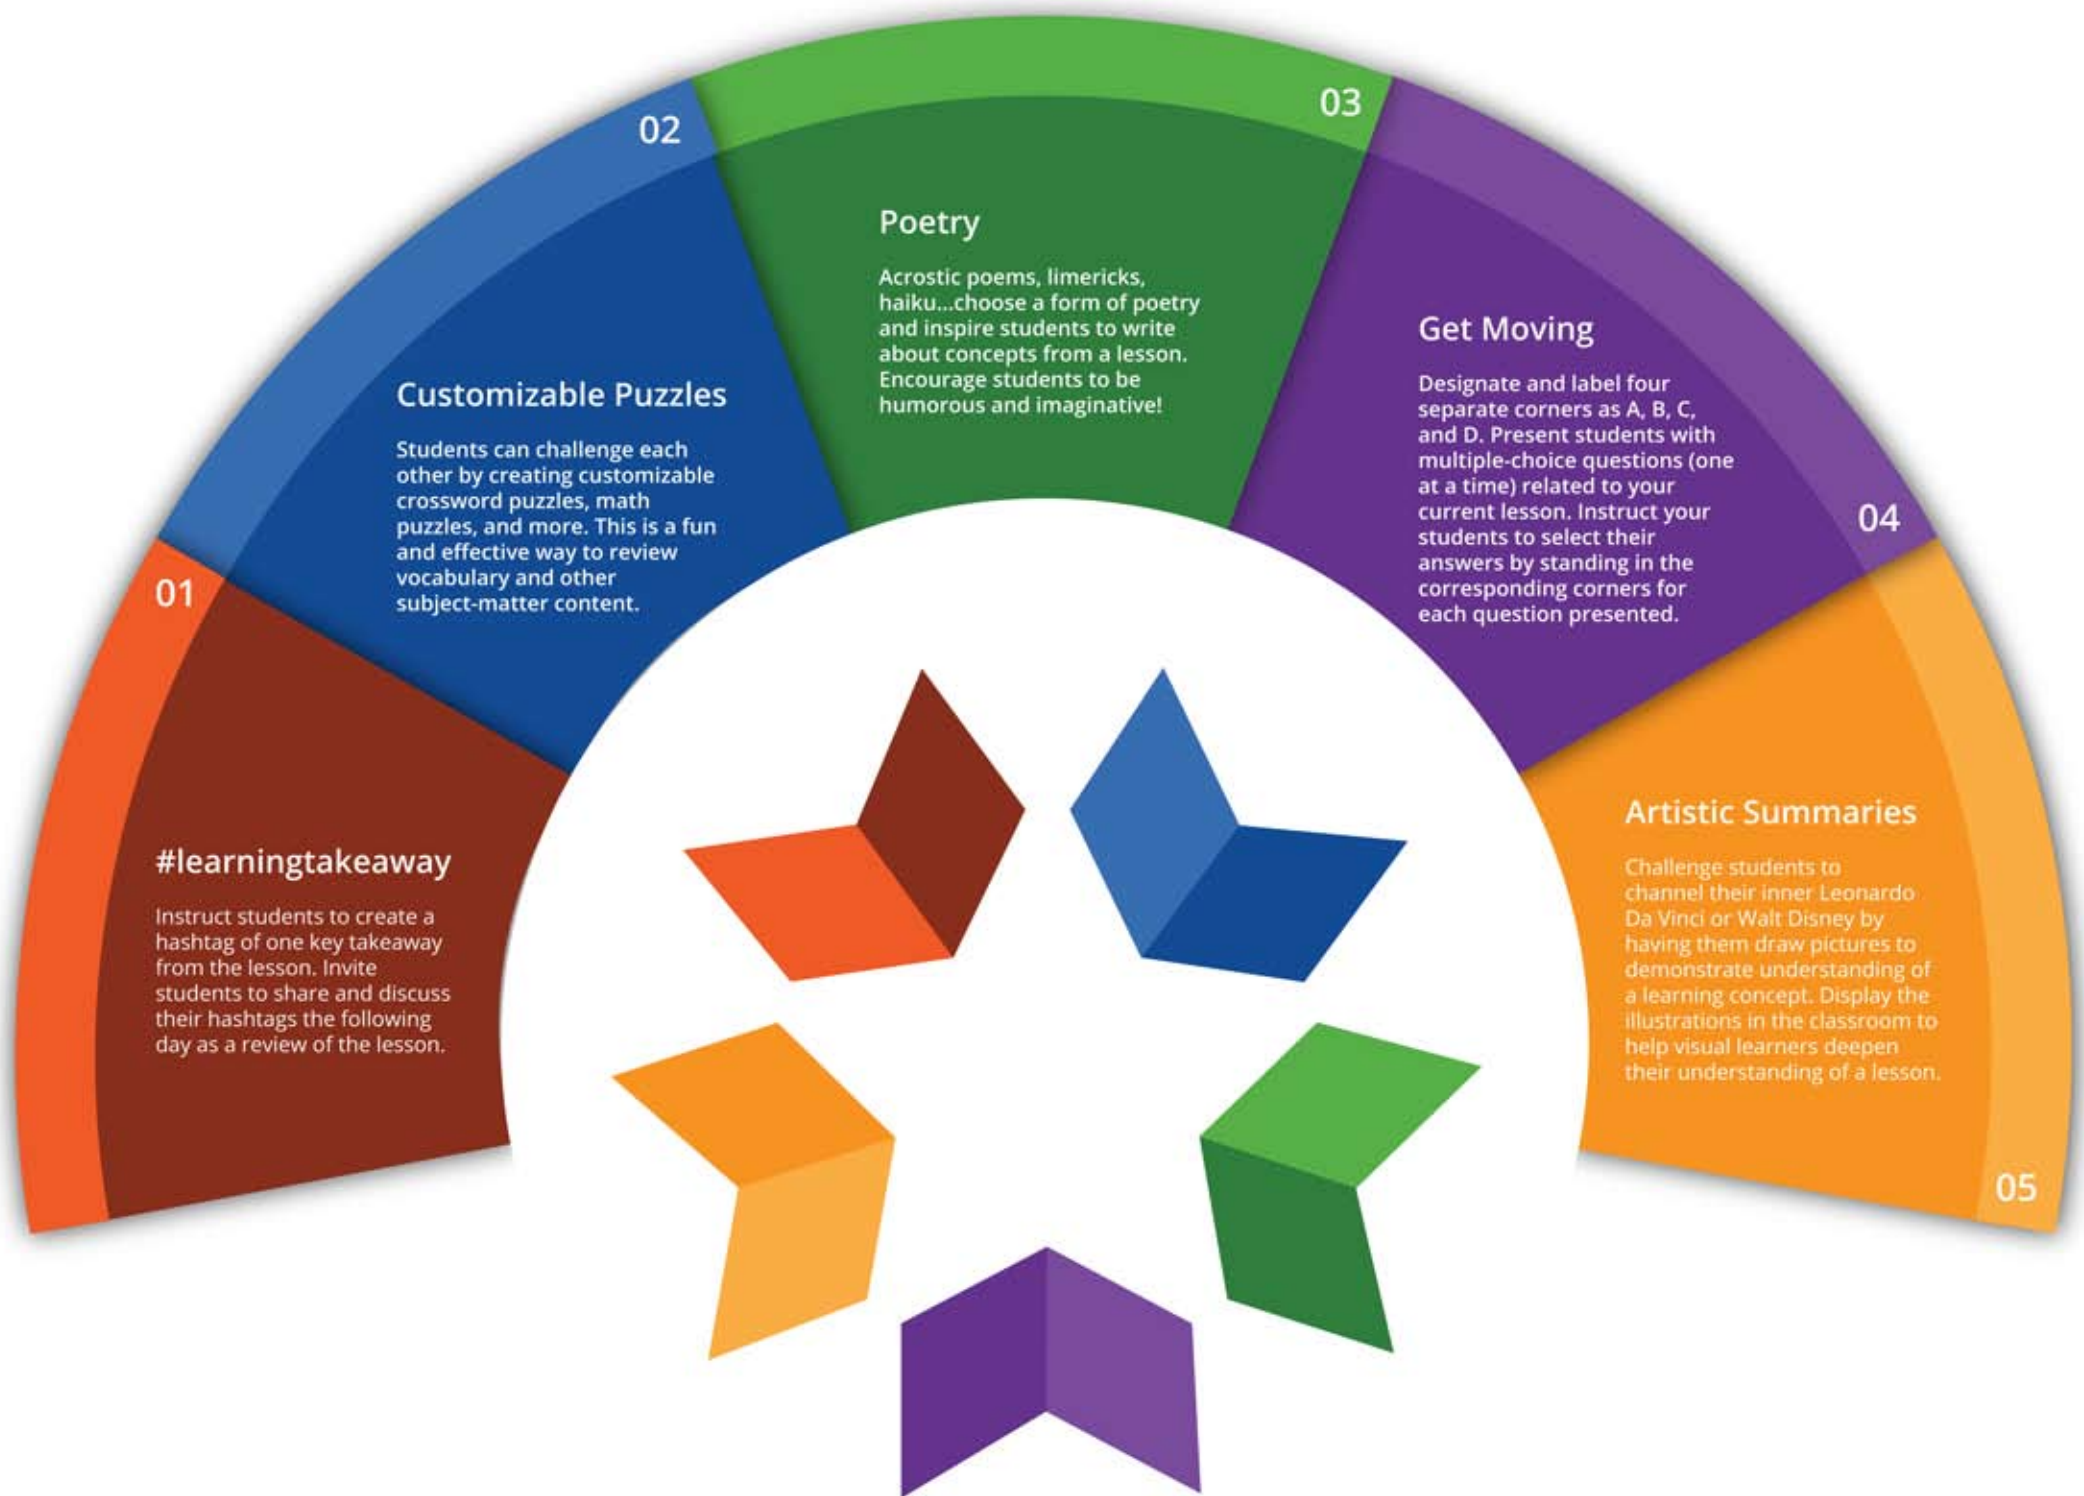 01
#learningtakeaway
Instruct students to create a
hashtag of one key takeaway
from the lesson. Invite
students to share and discuss
their hashtags the following
day as a review of the lesson.
02
Customizable Puzzles
Students can challenge each
other by creating customizable
crossword puzzles, math
puzzles, and more. This is a fun
and effective way to review
vocabulary and other
subject-matter content.
03
Poetry
Acrostic poems, limericks,
haiku...choose a form of poetry
and inspire students to write
about concepts from a lesson.
Encourage students to be
humorous and imaginative!
04
Get Moving
Designate and label four
separate corners as A, B, C,
and D. Present students with
multiple-choice questions (one
at a time) related to your
current lesson. Instruct your
students to select their
answers by standing in the
corresponding corners for
each question presented.
05
Artistic Summaries
Challenge students to
channel their inner Leonardo
Da Vinci or Walt Disney by
having them draw pictures to
demonstrate understanding of
a learning concept. Display the
illustrations in the classroom to
help visual learners deepen
their understanding of a lesson.